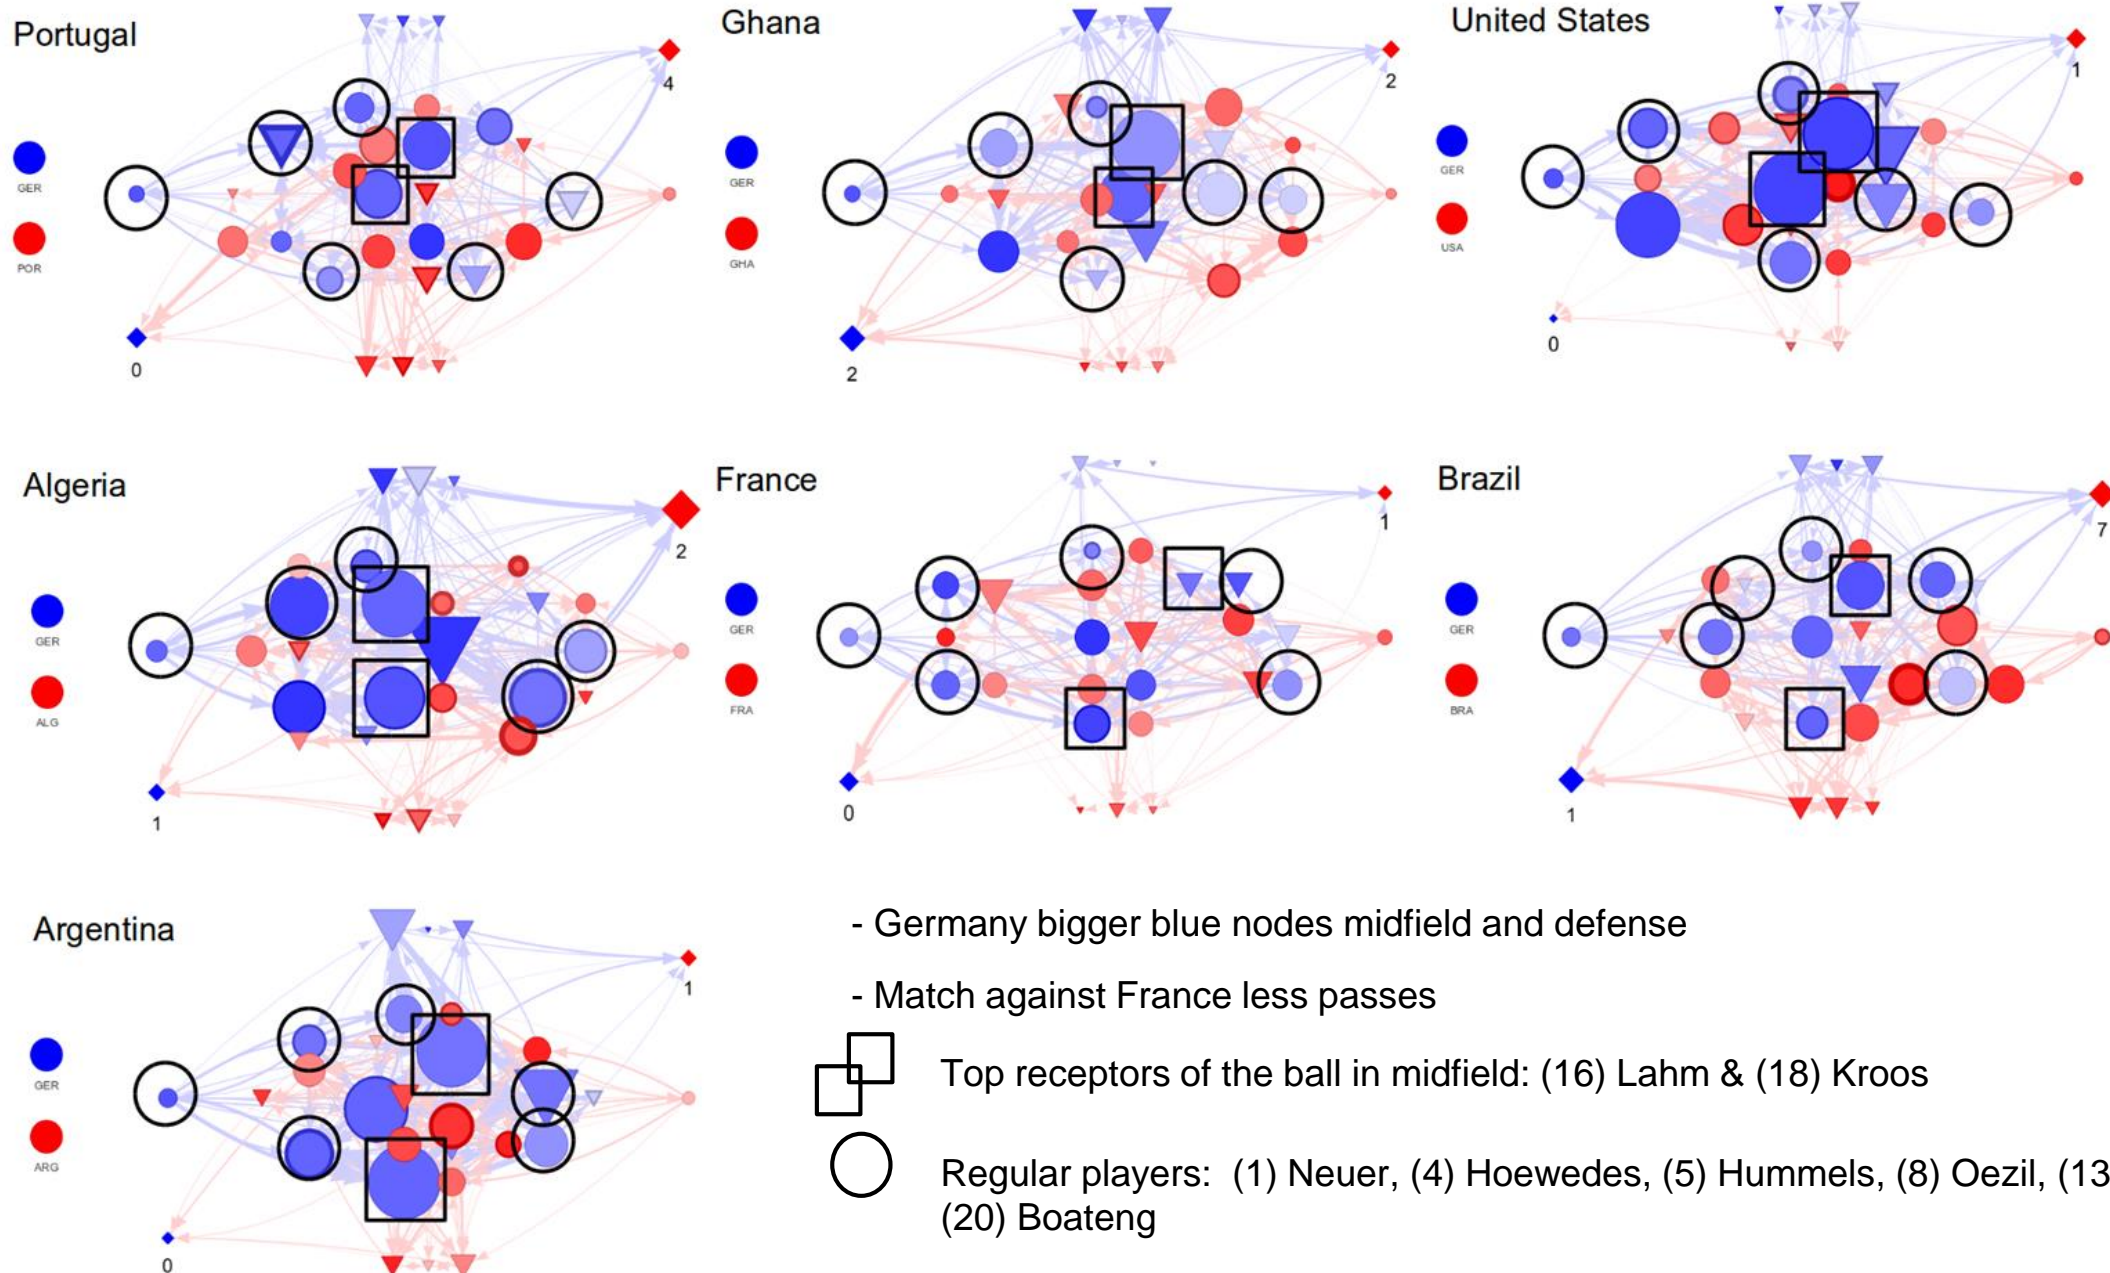 Portugal
4
GER
POR
0
Ghana
2
GER
GHA
2
United States
1
GER
USA
0
Algeria
2
GER
ALG
1
France
1
GER
FRA
0
Brazil
7
GER
BRA
1
Argentina
1
GER
ARG
0
- Germany bigger blue nodes midfield and defense
- Match against France less passes
Top receptors of the ball in midfield: (16) Lahm & (18) Kroos
Regular players: (1) Neuer, (4) Hoewedes, (5) Hummels, (8) Oezil, (13
(20) Boateng